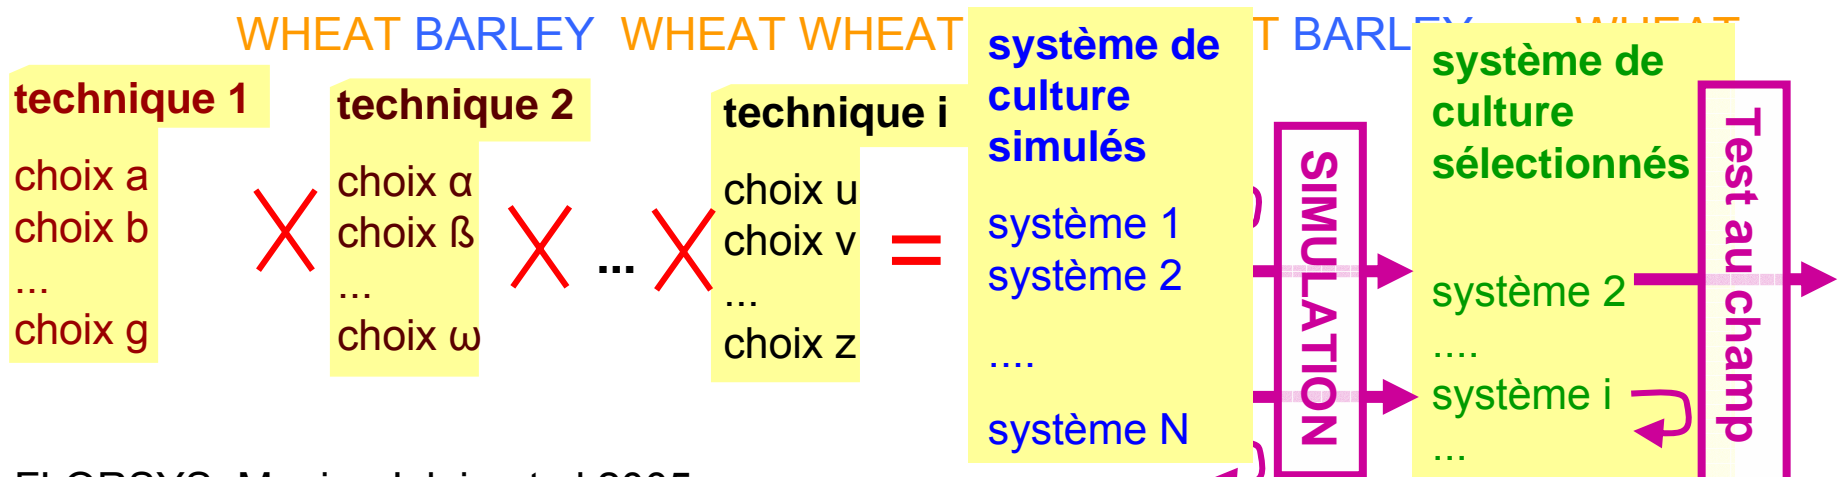 WHEAT BARLEY WHEAT WHEAT T BARL
technique 1
choix a
choix b
...
choix g
technique 2
choix α
choix ß
...
choix ω
...
technique i
choix u
choix v
...
choix z
=
système de
culture
simulés
système 1
système 2
....
système N
SIMULATION
système de
culture
sélectionnés
système 2
....
système i
...
Test au champ